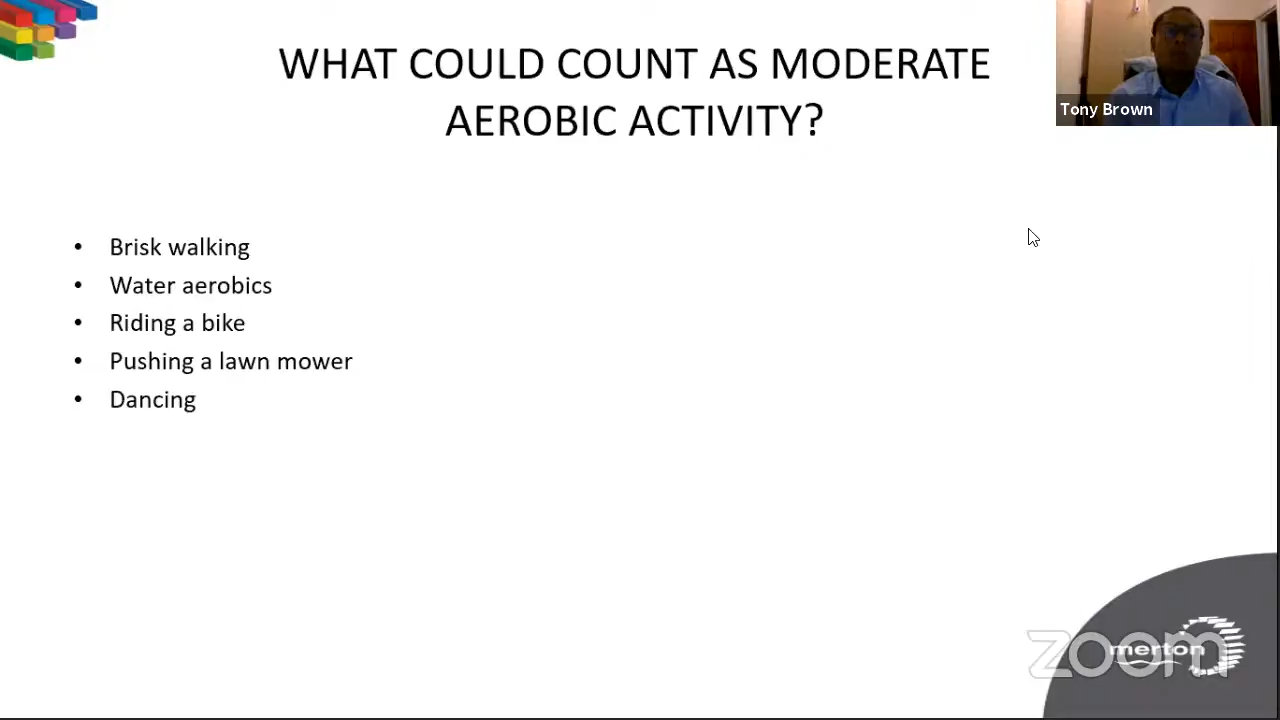 WHAT COULD COUNT AS MODERATE
AEROBIC ACTIVITY?
Tony Brown
• Brisk walking
• Water aerobics
• Riding a bike
• Pushing a lawn mower
• Dancing
zoom
merton